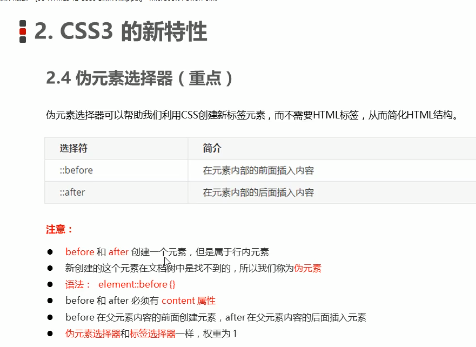 2. CSS3 的新特性
2.4 伪元素选择器（重点）
伪元素选择器可以帮助我们利用CSS创建新标签元素，而不需要HTML标签，从而简化HTML结构。
选择符 简介
::before 在元素内部的前面插入内容
::after 在元素内部的后面插入内容
注意：
before 和 after 创建一个元素，但是属于行内元素
新创建的这个元素在文档树中是找不到的，所以我们称为伪元素
语法： element::before {}
before 和 after 必须有 content 属性
before 在父元素内容的前面创建元素，after 在父元素内容的后面插入元素
伪元素选择器和标签选择器一样，权重为 1